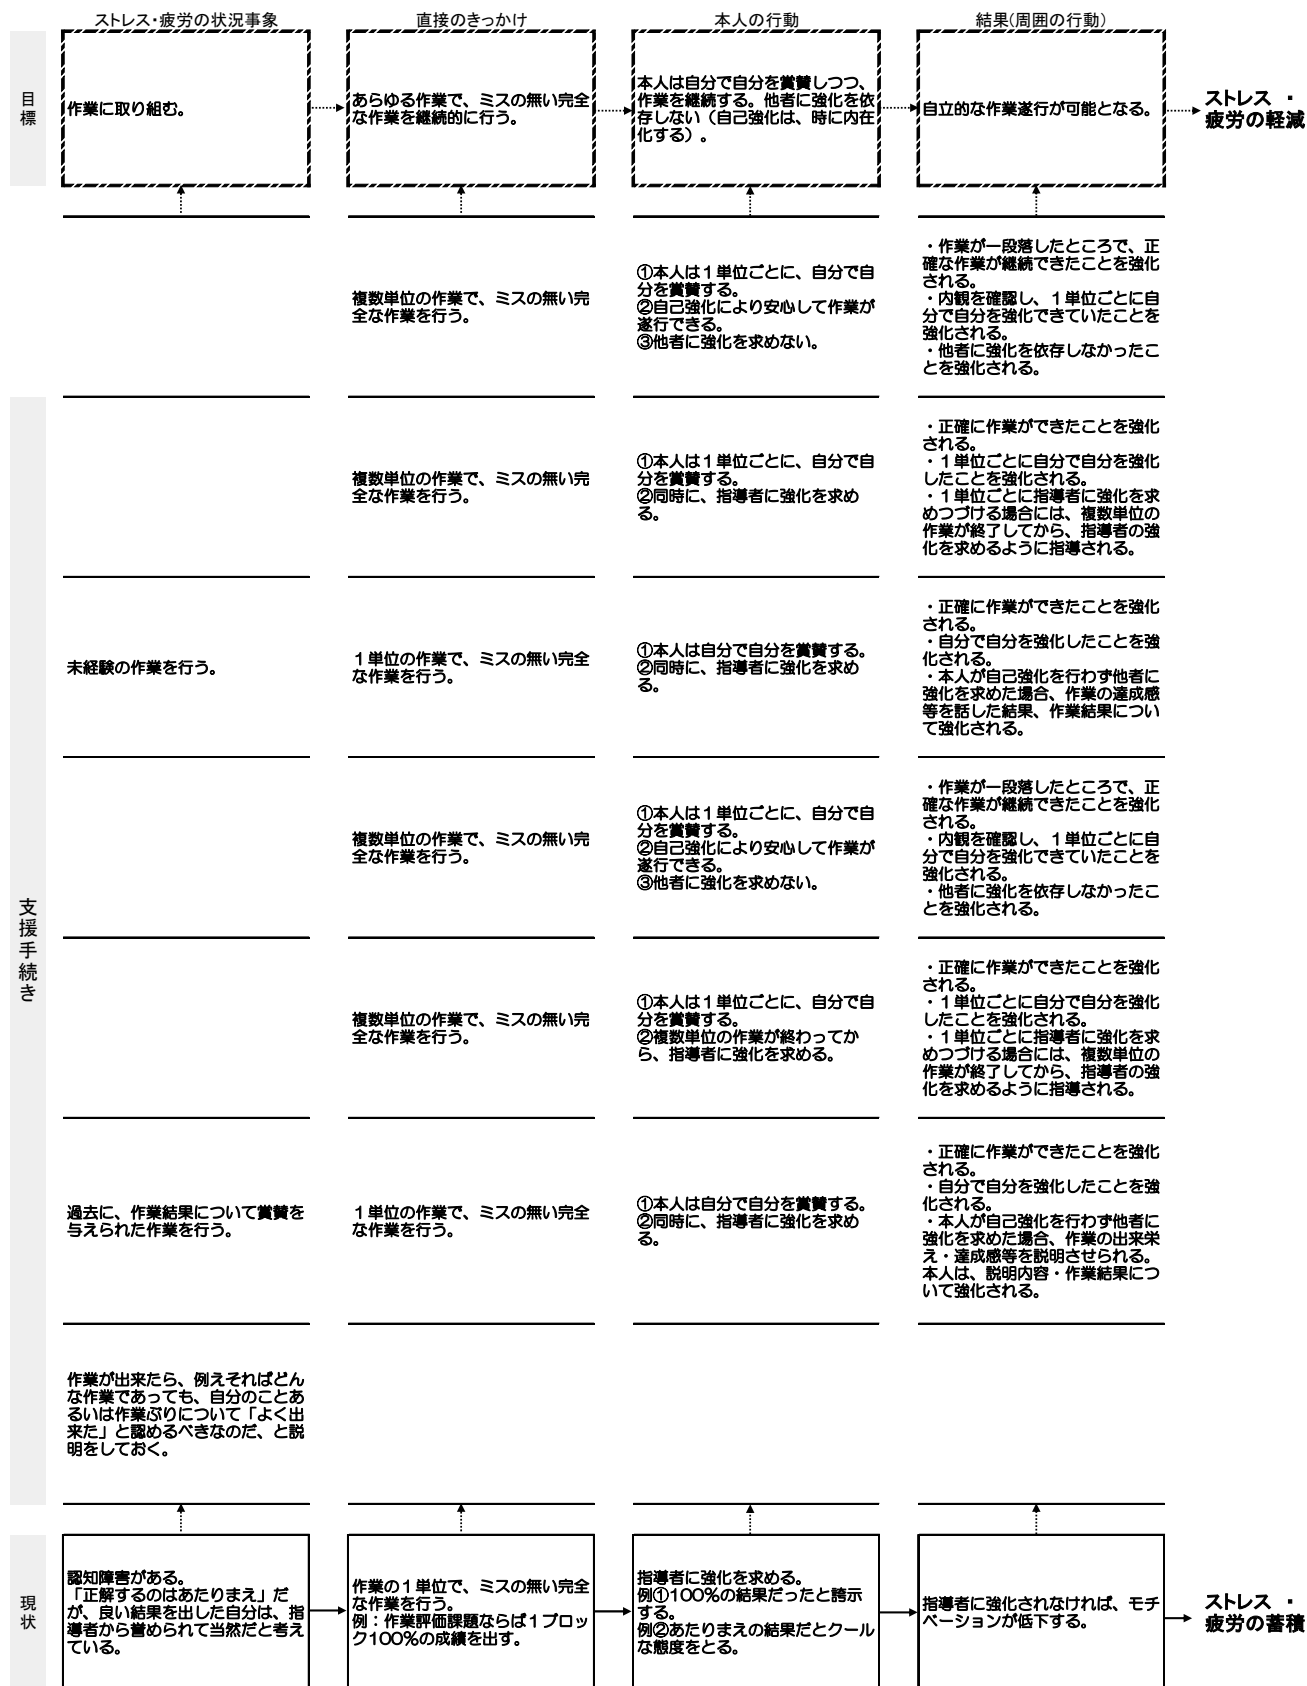 ストレス・疲労の状況事象
直接のきっかけ
本人の行動
結果(周囲の行動)
目標
作業に取り組む。
あらゆる作業で、ミスの無い完全
な作業を継続的に行う。
本人は自分で自分を賞賛しつつ、
作業を継続する。他者に強化を依
存しない(自己強化は、時に内在
化する)。
自立的な作業遂行が可能となる。
ストレス ・
疲労の軽減
複数単位の作業で、ミスの無い完
全な作業を行う。
①本人は1単位ごとに、自分で自
分を賞賛する。
②自己強化により安心して作業が
遂行できる。
③他者に強化を求めない。
・作業が一段落したところで、正
確な作業が継続できたことを強化
される。
・内観を確認し、1単位ごとに自
分で自分を強化できていたことを
強化される。
・他者に強化を依存しなかったこ
とを強化される。
支援手続き
複数単位の作業で、ミスの無い完
全な作業を行う。
①本人は1単位ごとに、自分で自
分を賞賛する。
②同時に、指導者に強化を求め
る。
・正確に作業ができたことを強化
される。
・1単位ごとに自分で自分を強化
したことを強化される。
・1単位ごとに指導者に強化を求
めつづける場合には、複数単位の
作業が終了してから、指導者の強
化を求めるように指導される。
未経験の作業を行う。
1単位の作業で、ミスの無い完全
な作業を行う。
①本人は自分で自分を賞賛する。
②同時に、指導者に強化を求め
る。
・正確に作業ができたことを強化
される。
・自分で自分を強化したことを強
化される。
・本人が自己強化を行わず他者に
強化を求めた場合、作業の達成感
等を話した結果、作業結果につい
て強化される。
複数単位の作業で、ミスの無い完
全な作業を行う。
①本人は1単位ごとに、自分で自
分を賞賛する。
②自己強化により安心して作業が
遂行できる。
③他者に強化を求めない。
・作業が一段落したところで、正
確な作業が継続できたことを強化
される。
・内観を確認し、1単位ごとに自
分で自分を強化できていたことを
強化される。
・他者に強化を依存しなかったこ
とを強化される。
複数単位の作業で、ミスの無い完
全な作業を行う。
①本人は1単位ごとに、自分で自
分を賞賛する。
②複数単位の作業が終わってか
ら、指導者に強化を求める。
・正確に作業ができたことを強化
される。
・1単位ごとに自分で自分を強化
したことを強化される。
・1単位ごとに指導者に強化を求
めつづける場合には、複数単位の
作業が終了してから、指導者の強
化を求めるように指導される。
過去に、作業結果について賞賛を
与えられた作業を行う。
1単位の作業で、ミスの無い完全
な作業を行う。
①本人は自分で自分を賞賛する。
②同時に、指導者に強化を求め
る。
・正確に作業ができたことを強化
される。
・自分で自分を強化したことを強
化される。
・本人が自己強化を行わず他者に
強化を求めた場合、作業の出来栄
え・達成感等を説明させられる。
本人は、説明内容・作業結果につ
いて強化される。
作業が出来たら、例えそればどん
な作業であっても、自分のことあ
るいは作業ぶりについて「よく出
来た」と認めるべきなのだ、と説
明をしておく。
現状
認知障害がある。
「正解するのはあたりまえ」だ
が、良い結果を出した自分は、指
導者から誉められて当然だと考え
ている。
作業の1単位で、ミスの無い完全
な作業を行う。
例:作業評価課題ならば1ブロッ
ク100%の成績を出す。
指導者に強化を求める。
例①100%の結果だったと誇示
する。
例②あたりまえの結果だとクール
な態度をとる。
指導者に強化されなければ、モチ
ベーションが低下する。
ストレス ・
疲労の蓄積